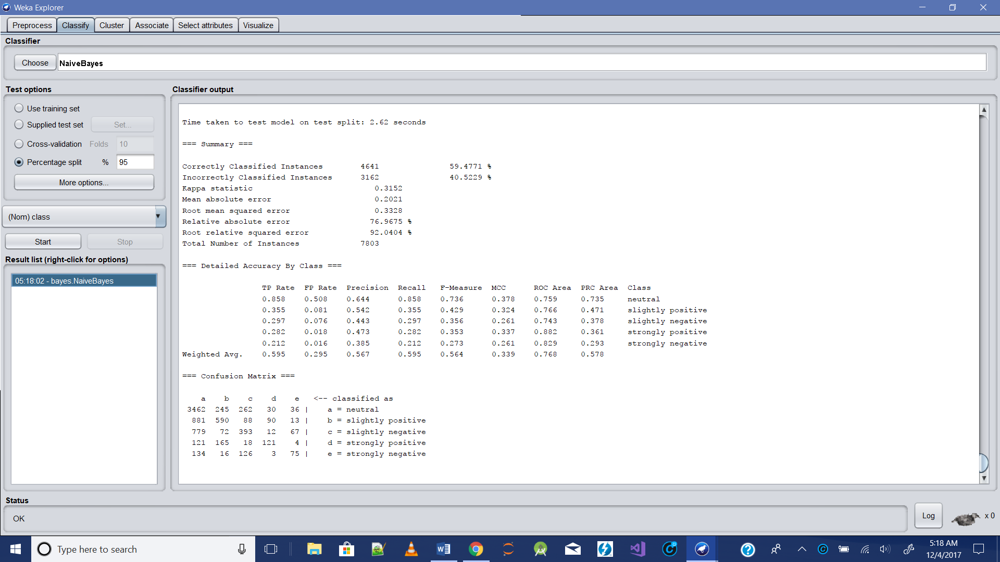 Weka Explorer
Preprocess Classify Cluster Associate Select attributes Visualize
Classifier
Choose NaiveBayes
Test options
Use training set
Supplied test set Set...
Cross-validation Folds 10
Percentage split % 95
More options...
(Nom) class
Start Stop
Result list (right-click for options)
05:18:02 - bayes.NaiveBayes
Classifier output
Time taken to test model on test split: 2.62 seconds
=== Summary ===
Correctly Classified Instances 4641 59.4771 %
Incorrectly Classified Instances 3162 40.5229 %
Kappa statistic 0.3152
Mean absolute error 0.2021
Root mean squared error 0.3328
Relative absolute error 76.9675 %
Root relative squared error 92.0404 %
Total Number of Instances 7803
=== Detailed Accuracy By Class ===
TP Rate FP Rate Precision Recall F-Measure MCC ROC Area PRC Area Class
0.858 0.508 0.644 0.858 0.736 0.378 0.759 0.735 neutral
0.355 0.081 0.542 0.355 0.429 0.324 0.766 0.471 slightly positive
0.297 0.076 0.443 0.297 0.356 0.261 0.743 0.378 slightly negative
0.282 0.018 0.473 0.282 0.353 0.337 0.882 0.361 strongly positive
0.212 0.016 0.385 0.212 0.273 0.261 0.829 0.293 strongly negative
Weighted Avg. 0.595 0.295 0.567 0.595 0.564 0.339 0.768 0.578
=== Confusion Matrix ===
a b c d e <-- classified as
3462 245 262 30 36 | a = neutral
881 590 88 90 13 | b = slightly positive
779 72 393 12 67 | c = slightly negative
121 165 18 121 4 | d = strongly positive
134 16 126 3 75 | e = strongly negative
Status
OK
Log x 0
Type here to search
5:18 AM
12/4/2017